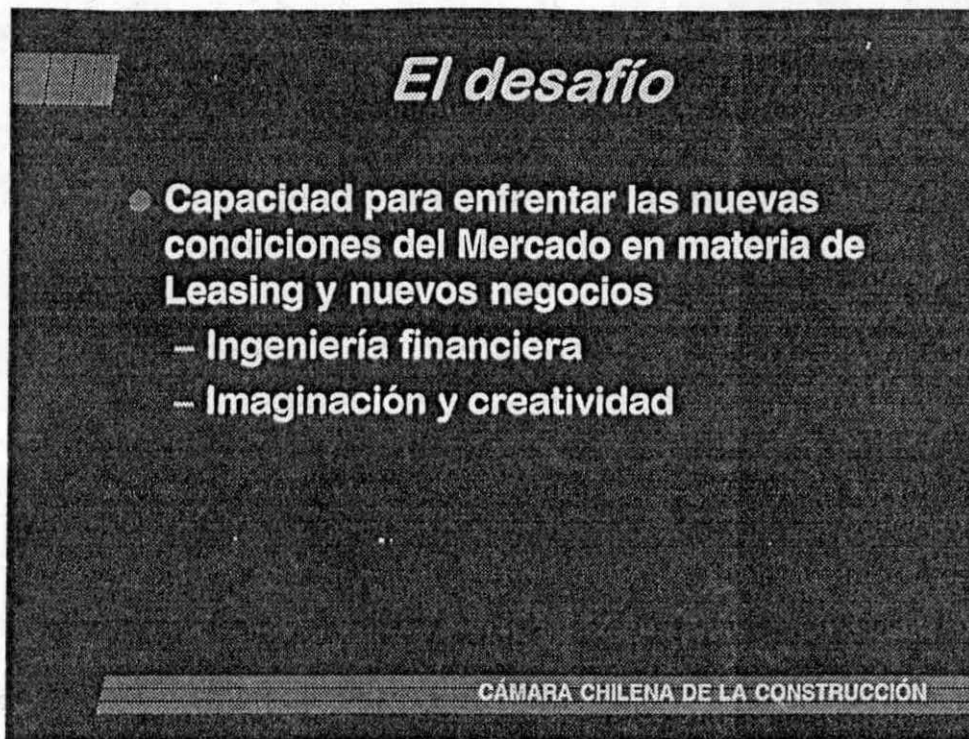 El desafío
Capacidad para enfrentar las nuevas
condiciones del Mercado en materia de
Leasing y nuevos negocios
– Ingeniería financiera
– Imaginación y creatividad
CÁMARA CHILENA DE LA CONSTRUCCIÓN